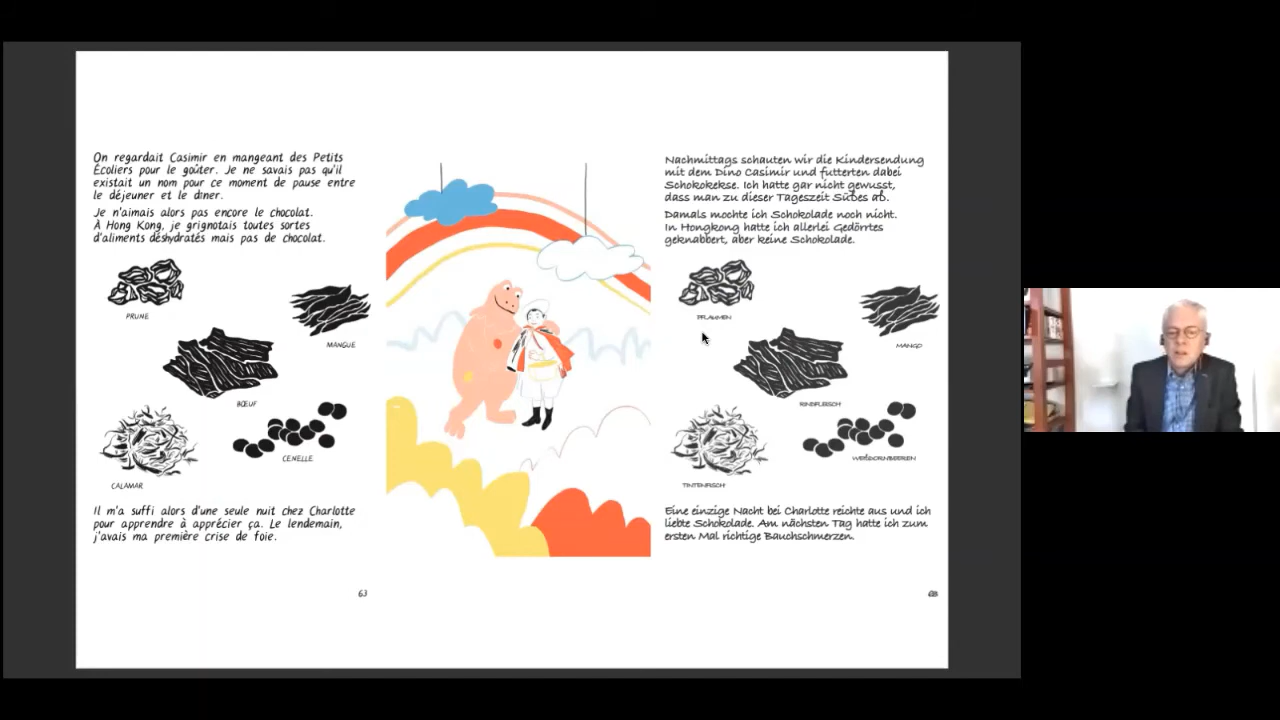 On regardait Casimir en mangeant des Petits
Écoliers pour le goûter. Je ne savais pas qu'il
existait un nom pour ce moment de pause entre
le déjeuner et le dîner.
Je n'aimais alors pas encore le chocolat.
À Hong Kong, je grignotais toutes sortes
d'aliments déshydratés mais pas de chocolat.
PRUNE
MANGUE
BŒUF
CALAMAR
CENELLE
Il m'a suffi alors d'une seule nuit chez Charlotte
pour apprendre à apprécier ça. Le lendemain,
j'avais ma première crise de foie.
63
Nachmittags schauten wir die Kindersendung
mit dem Dino Casimir und futterten dabei
Schokokekse. Ich hatte gar nicht gewusst,
dass man zu dieser Tageszeit Süßes aß.
Damals mochte ich Schokolade noch nicht.
In Hongkong hatte ich allerlei Gedörrtes
geknabbert, aber keine Schokolade.
PFLAUMEN
MANGO
RINDFLEISCH
TINTENFISCH
WEIßDORNBEEREN
Eine einzige Nacht bei Charlotte reichte aus und ich
liebte Schokolade. Am nächsten Tag hatte ich zum
ersten Mal richtige Bauchschmerzen.